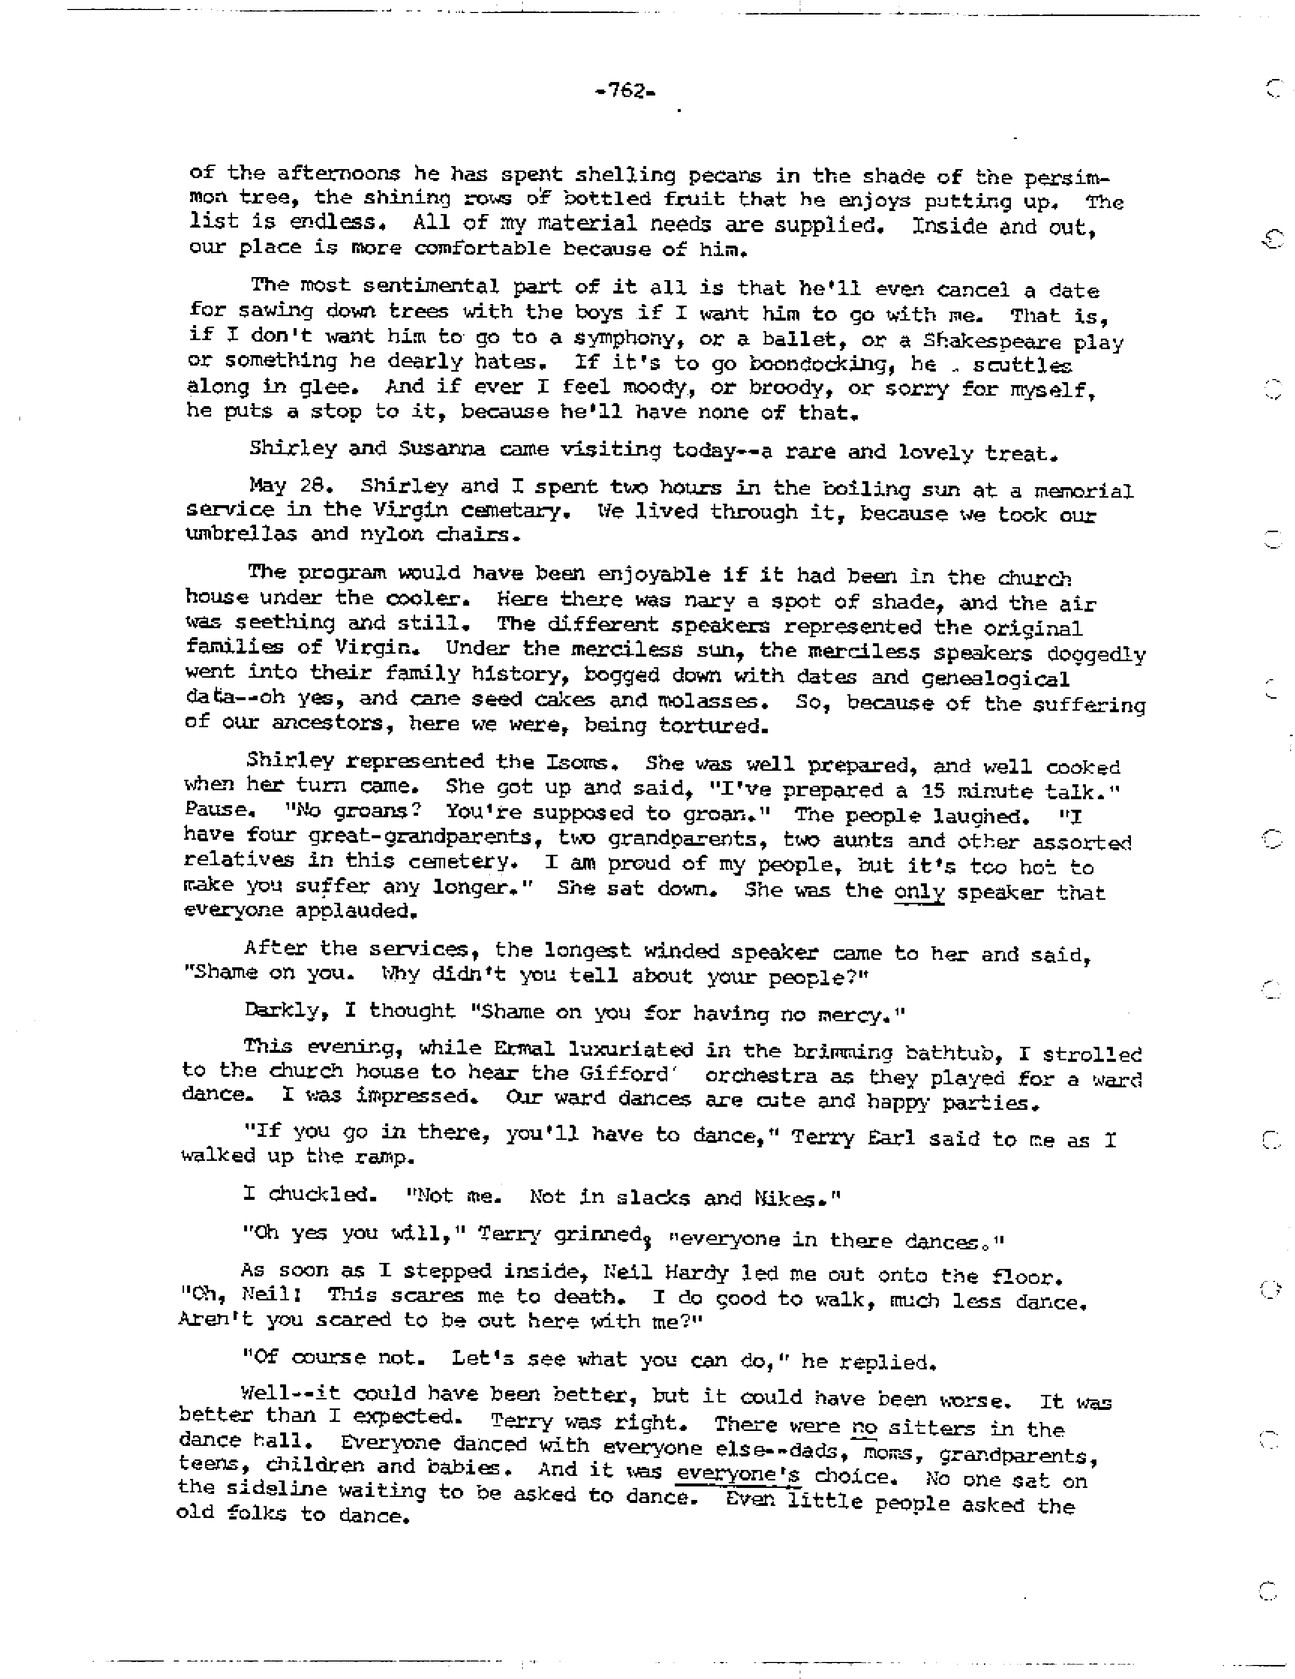 -762-
of the afternoons he has spent shelling pecans in the shade of the persim-
mon tree, the shining rows of bottled fruit that he enjoys putting up. The
list is endless. All of my material needs are supplied. Inside and out,
our place is more comfortable because of him.
The most sentimental part of it all is that he'll even cancel a date
for sawing down trees with the boys if I want him to go with me. That is,
if I don't want him to go to a symphony, or a ballet, or a Shakespeare play
or something he dearly hates. If it's to go boondocking, he scuttles
along in glee. And if ever I feel moody, or broody, or sorry for myself,
he puts a stop to it, because he'll have none of that.
Shirley and Susanna came visiting today--a rare and lovely treat.
May 28. Shirley and I spent two hours in the boiling sun at a memorial
service in the Virgin cemetary. We lived through it, because we took our
umbrellas and nylon chairs.
The program would have been enjoyable if it had been in the church
house under the cooler. Here there was nary a spot of shade, and the air
was seething and still. The different speakers represented the original
families of Virgin. Under the merciless sun, the merciless speakers doggedly
went into their family history, bogged down with dates and genealogical
data--oh yes, and cane seed cakes and molasses. So, because of the suffering
of our ancestors, here we were, being tortured.
Shirley represented the Isoms. She was well prepared, and well cooked
when her turn came. She got up and said, "I've prepared a 15 minute talk."
Pause. "No groans? You're supposed to groan." The people laughed. "I
have four great-grandparents, two grandparents, two aunts and other assorted
relatives in this cemetery. I am proud of my people, but it's too hot to
make you suffer any longer." She sat down. She was the only speaker that
everyone applauded.
After the services, the longest winded speaker came to her and said,
"Shame on you. Why didn't you tell about your people?"
Darkly, I thought "Shame on you for having no mercy."
This evening, while Ermal luxuriated in the brimming bathtub, I strolled
to the church house to hear the Gifford' orchestra as they played for a ward
dance. I was impressed. Our ward dances are cute and happy parties.
"If you go in there, you'll have to dance," Terry Earl said to me as I
walked up the ramp.
I chuckled. "Not me. Not in slacks and Nikes."
"Oh yes you will," Terry grinned, "everyone in there dances."
As soon as I stepped inside, Neil Hardy led me out onto the floor.
"Oh, Neil! This scares me to death. I do good to walk, much less dance.
Aren't you scared to be out here with me?"
"Of course not. Let's see what you can do," he replied.
Well--it could have been better, but it could have been worse. It was
better than I expected. Terry was right. There were no sitters in the
dance hall. Everyone danced with everyone else--dads, moms, grandparents,
teens, children and babies. And it was everyone's choice. No one sat on
the sideline waiting to be asked to dance. Even little people asked the
old folks to dance.